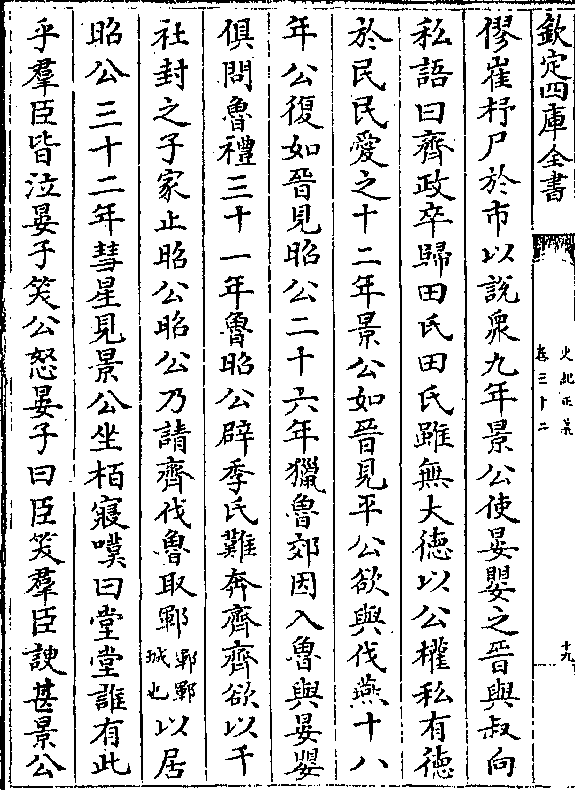 欽定四庫全書
史記正義
卷三十二
十九
僇崔杼尸於市以說衆九年景公使晏嬰之晉與叔向
私語曰齊政卒歸田氏田氏雖無大德以公權私有德
於民民愛之十二年景公如晉見平公欲與伐燕十八
年公復如晉見昭公二十六年獵魯郊因入魯與晏嬰
俱問魯禮三十一年魯昭公辟季氏難奔齊齊欲以千
社封之子家止昭公昭公乃請齊伐魯取鄆鄆鄆城也以居
昭公三十二年彗星見景公坐栢寢嘆曰堂堂誰有此
乎羣臣皆泣晏子笑公怒晏子曰臣笑羣臣諛甚景公